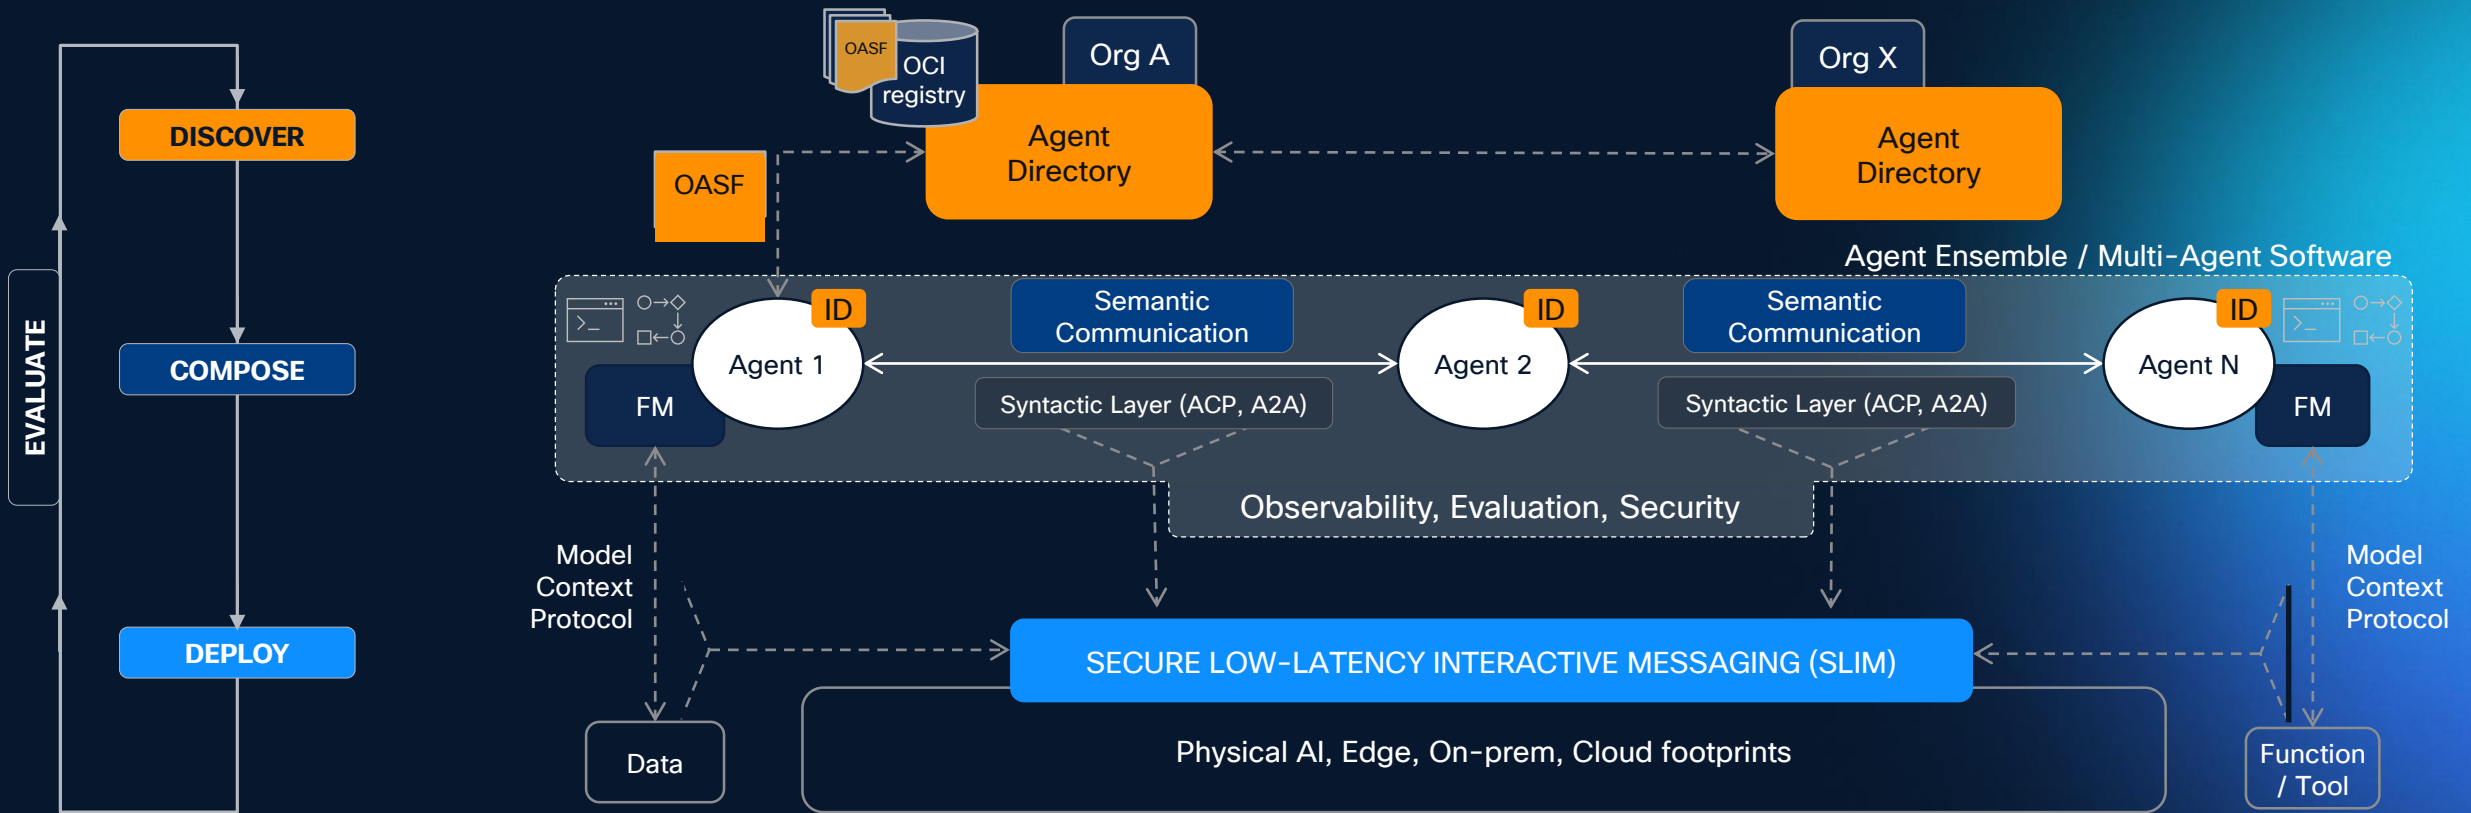 EVALUATE
DISCOVER
COMPOSE
DEPLOY
OASF
OCI
registry
Org A
Agent
Directory
Org X
Agent
Directory
OASF
Agent Ensemble / Multi-Agent Software
>_
ID
Agent 1
FM
Semantic
Communication
Syntactic Layer (ACP, A2A)
ID
Agent 2
Semantic
Communication
Syntactic Layer (ACP, A2A)
ID
Agent N
>_
FM
Observability, Evaluation, Security
Model
Context
Protocol
Model
Context
Protocol
SECURE LOW-LATENCY INTERACTIVE MESSAGING (SLIM)
Data
Physical AI, Edge, On-prem, Cloud footprints
Function
/ Tool